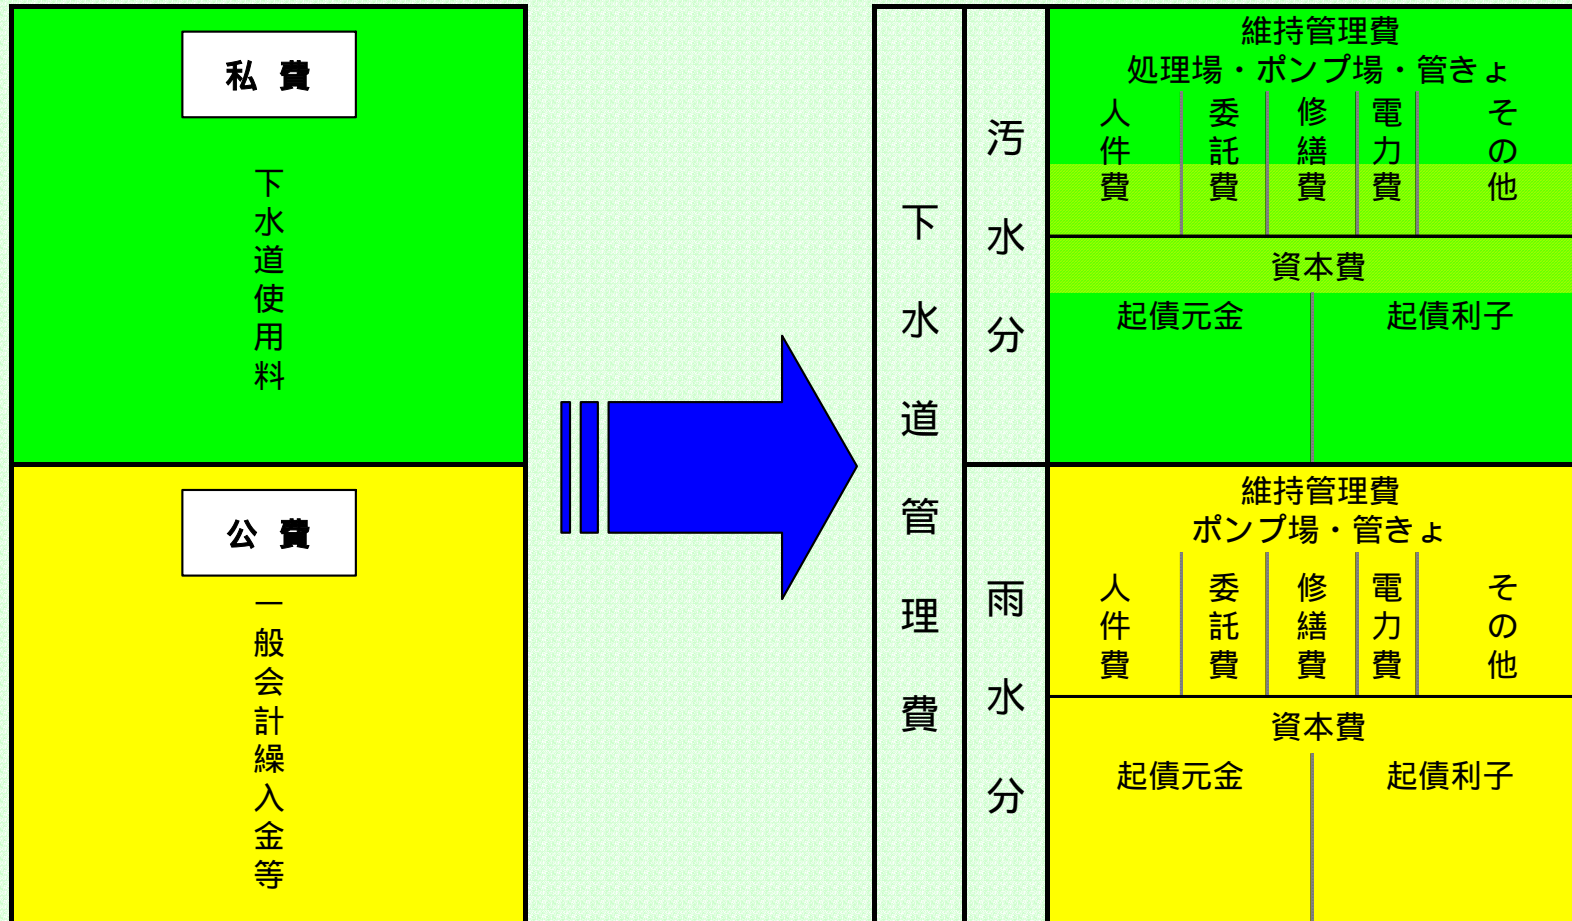 私 費
下水道使用料
公 費
一般会計繰入金等
下水道管理費
汚水分
維持管理費
処理場・ポンプ場・管きょ
人件費
委託費
修繕費
電力費
その他
資本費
起債元金
起債利子
雨水分
維持管理費
ポンプ場・管きょ
人件費
委託費
修繕費
電力費
その他
資本費
起債元金
起債利子